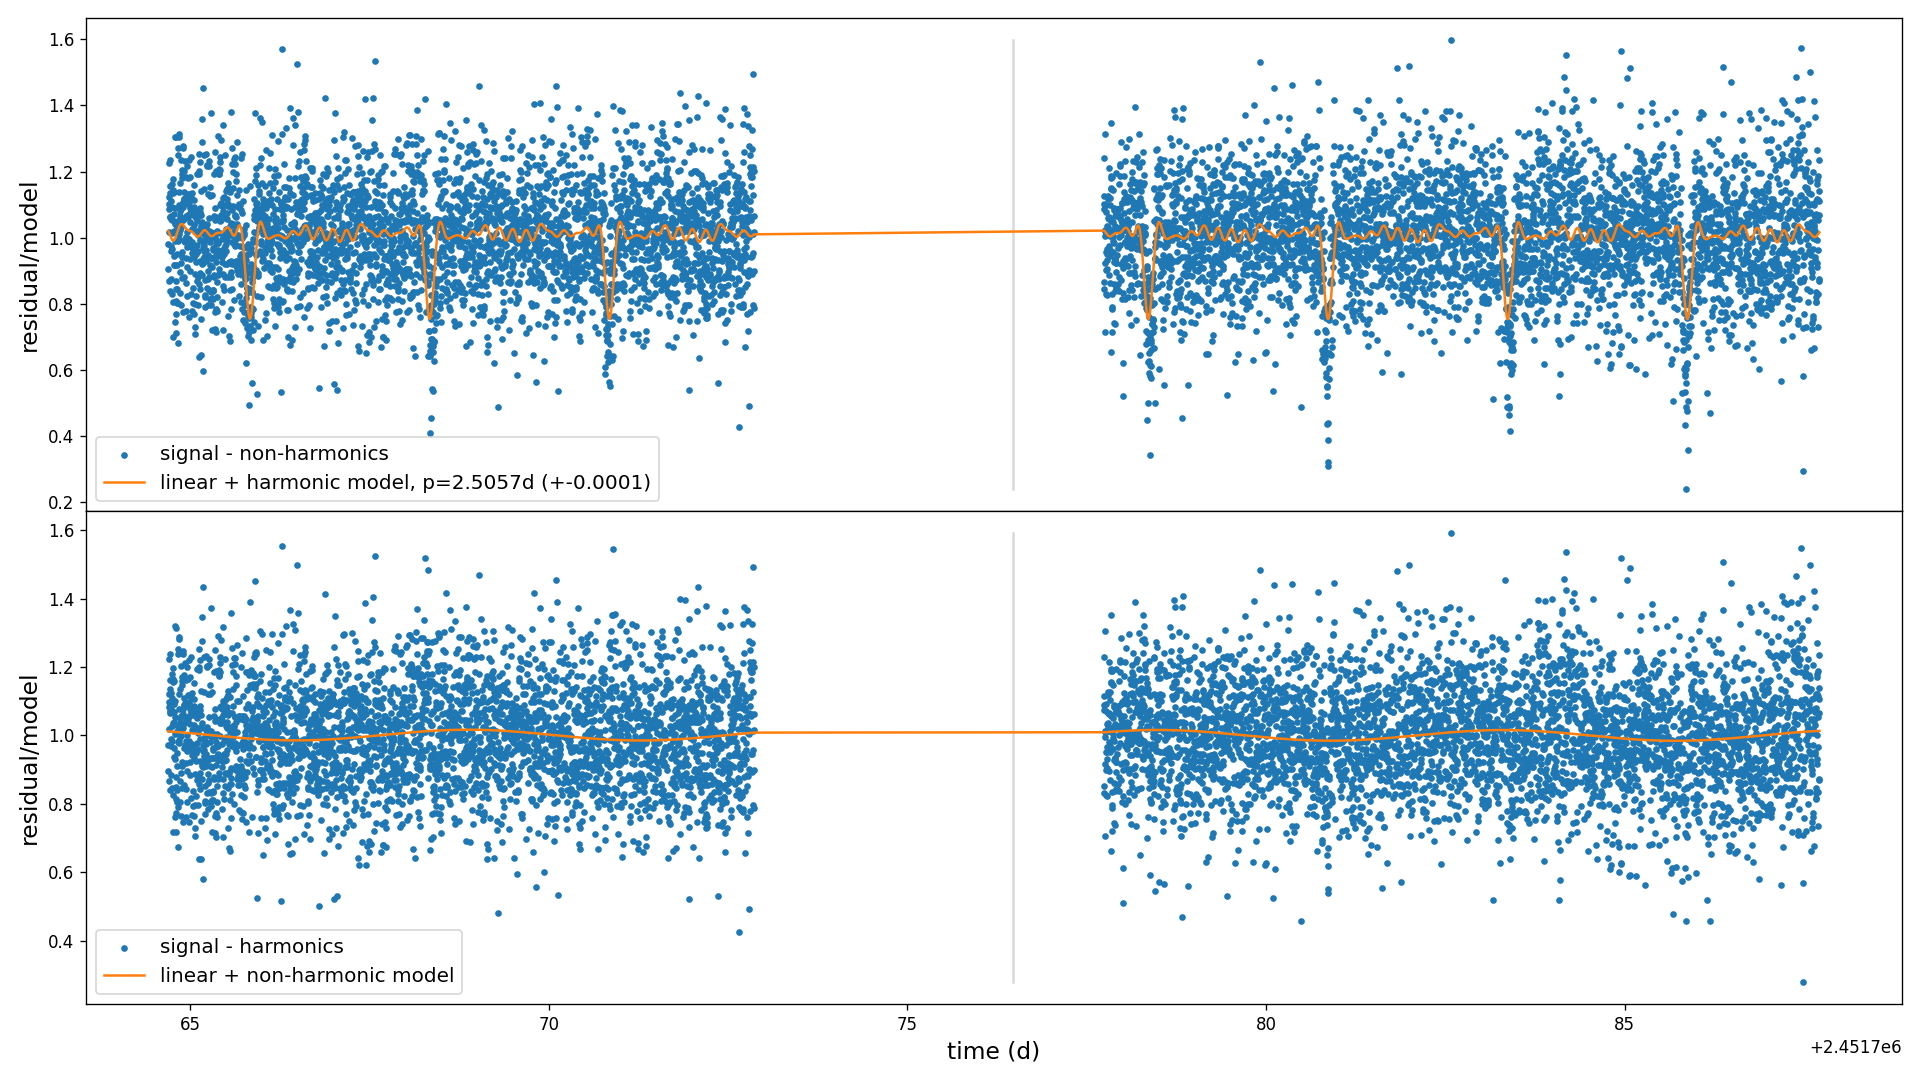 1.6
1.4
1.2
1.0
0.8
0.6
0.4
0.2
residual/model
signal - non-harmonics
linear + harmonic model, p=2.5057d (+-0.0001)
1.6
1.4
1.2
1.0
0.8
0.6
0.4
residual/model
signal - harmonics
linear + non-harmonic model
65 70 75 80 85
time (d)
+2.4517e6